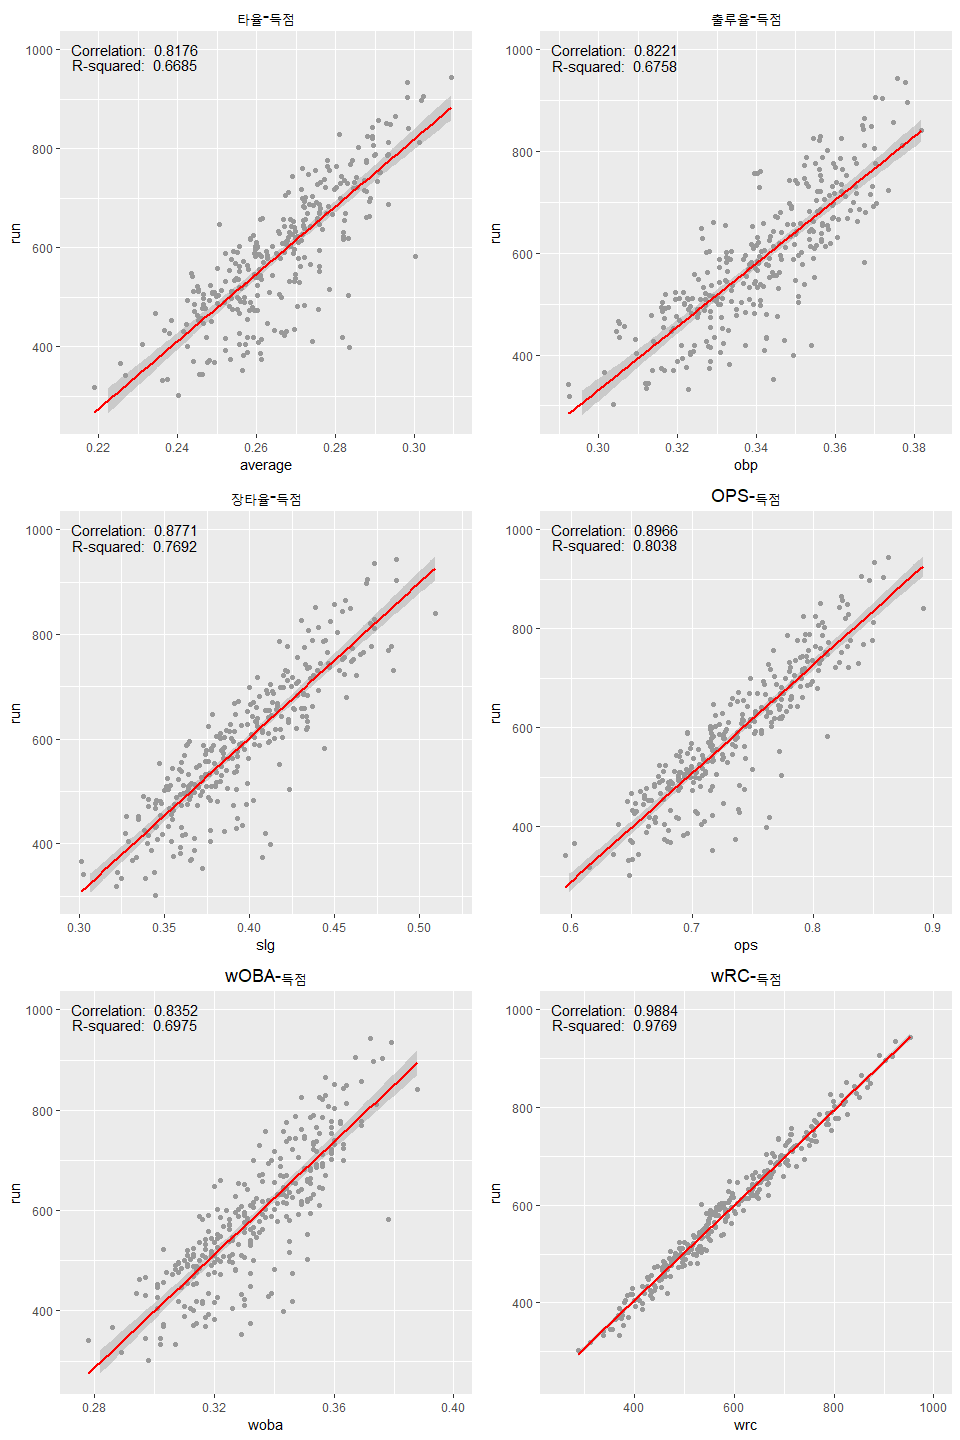 타율-득점
Correlation: 0.8176
R-squared: 0.6685
1000
800
600
400
run
0.22 0.24 0.26 0.28 0.30
average
출루율-득점
Correlation: 0.8221
R-squared: 0.6758
1000
800
600
400
run
0.30 0.32 0.34 0.36 0.38
obp
장타율-득점
Correlation: 0.8771
R-squared: 0.7692
1000
800
600
400
run
0.30 0.35 0.40 0.45 0.50
slg
OPS-득점
Correlation: 0.8966
R-squared: 0.8038
1000
800
600
400
run
0.6 0.7 0.8 0.9
ops
wOBA-득점
Correlation: 0.8352
R-squared: 0.6975
1000
800
600
400
run
0.28 0.32 0.36 0.40
woba
wRC-득점
Correlation: 0.9884
R-squared: 0.9769
1000
800
600
400
run
400 600 800 1000
wrc